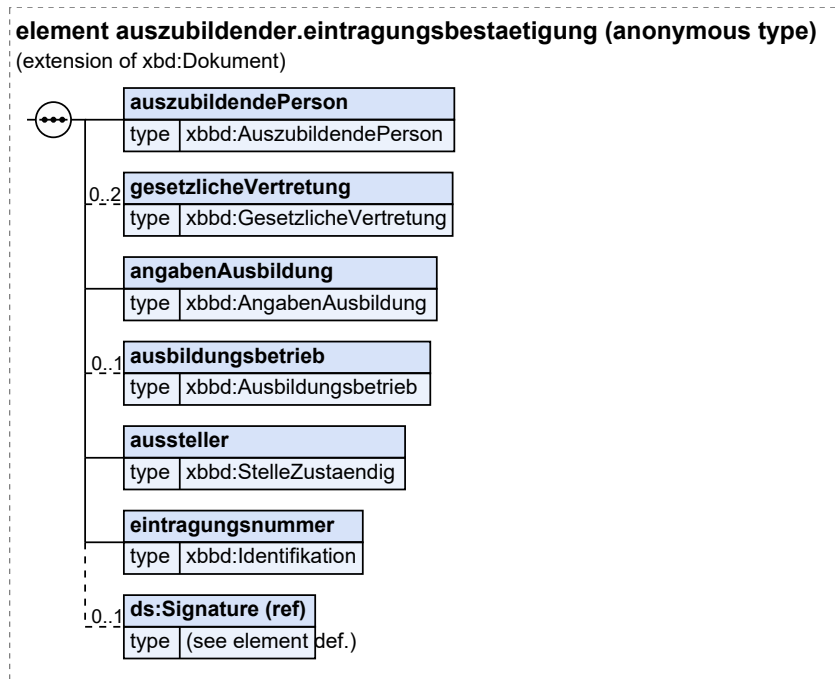 element auszubildender.eintragungsbestaetigung (anonymous type)
(extension of xbd:Dokument)
auszubildendePerson
type xbbd:AuszubildendePerson
0..2 gesetzlicheVertretung
type xbbd:GesetzlicheVertretung
angabenAusbildung
type xbbd:AngabenAusbildung
0..1 ausbildungsbetrieb
type xbbd:Ausbildungsbetrieb
aussteller
type xbbd:StelleZustaendig
eintragungsnummer
type xbbd:Identifikation
0..1 ds:Signature (ref)
type (see element def.)